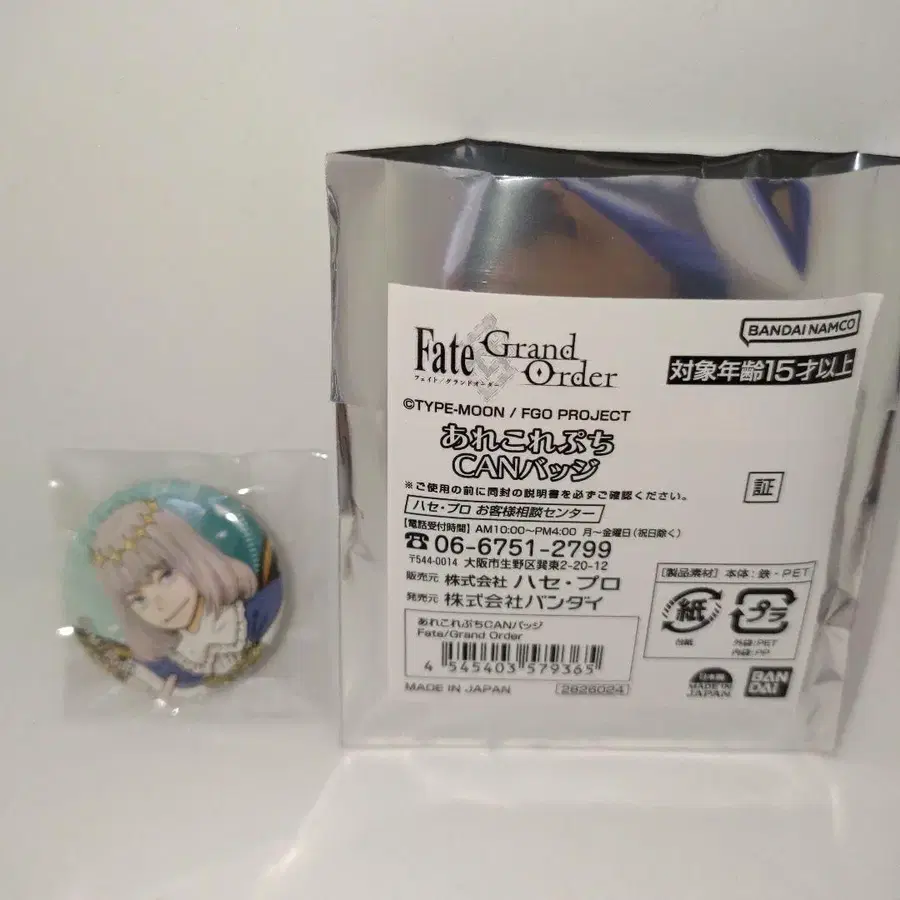 BANDAI NAMCO
Fate Grand Order
フェイト/グランドオーダー
対象年齢15才以上
©TYPE-MOON / FGO PROJECT
あれこれぷち
CANバッジ
※ご使用の前に同封の説明書を必ずご確認ください。
証
ハセ・プロ お客様相談センター
【電話受付時間】 AM10:00~PM4:00 月~金曜日(祝日除く)
☎06-6751-2799
〒544-0014 大阪市生野区巽東2-20-12
販売元 株式会社 ハセ・プロ
発売元 株式会社バンダイ
[製品素材] 本体:鉄・PET
紙
台紙
プラ
外袋:PET
内袋:PP
あれこれぷちCANバッジ
Fate/Grand Order
4 545403 579365
MADE IN JAPAN
2826024
日本製
MADE IN
JAPAN
BAN
DAI